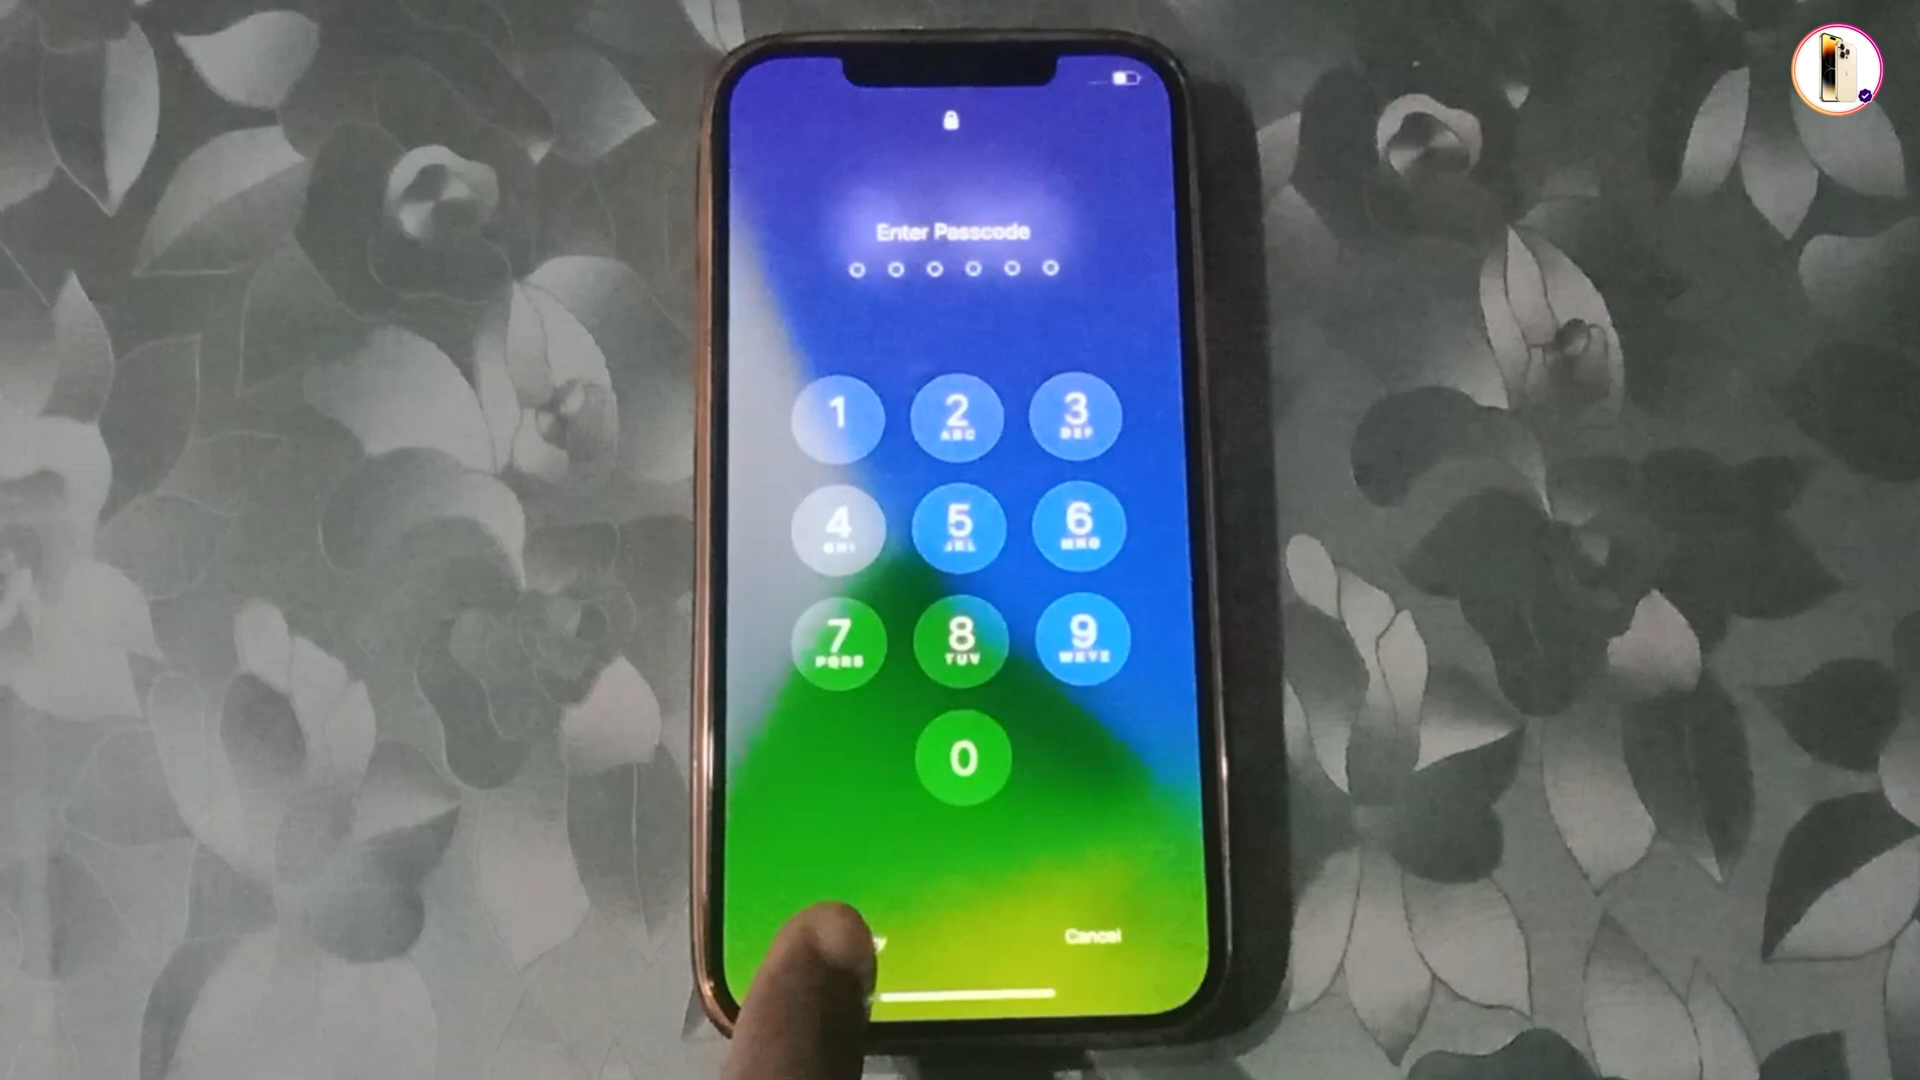 Enter Passcode
1 2 3
ABC DEF
4 5 6
GHI JKL MNO
7 8 9
PQRS TUV WXYZ
0
Cancel